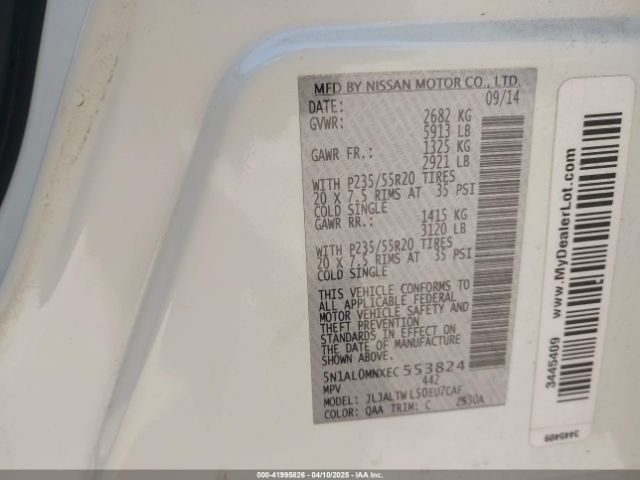 MFD BY NISSAN MOTOR CO., LTD.
DATE: 09/14
GVWR: 2682 KG
5913 LB
GAWR FR.: 1325 KG
2921 LB
WITH P235/55R20 TIRES
20 X 7.5 RIMS AT 35 PSI
COLD SINGLE
GAWR RR.: 1415 KG
3120 LB
WITH P235/55R20 TIRES
20 X 7.5 RIMS AT 35 PSI
COLD SINGLE
THIS VEHICLE CONFORMS TO
ALL APPLICABLE FEDERAL
MOTOR VEHICLE SAFETY AND
THEFT PREVENTION
STANDARDS IN EFFECT ON
THE DATE OF MANUFACTURE
SHOWN ABOVE.
5N1AL0MNXEC553824
MPV 442
MODEL: JLJALTWLS0EU7CAF
COLOR: QAA TRIM: C 2S30A
3445409 www.MyDealerLot.com
3445409
000-41995826 - 04/10/2025 - IAAI Customers